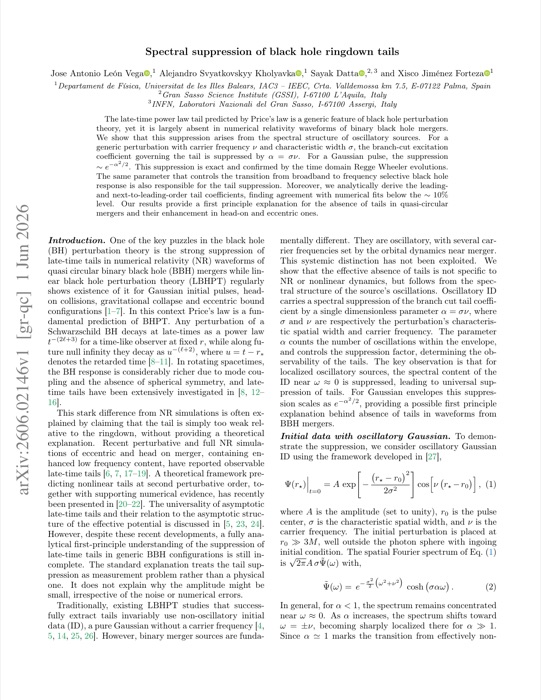 Spectral suppression of black hole ringdown tails
Jose Antonio León Vega,¹ Alejandro Svyatkovskyy Kholyavka,¹ Sayak Datta,²,³ and Xisco Jiménez Forteza¹
¹Departament de Física, Universitat de les Illes Balears, IAC3 – IEEC, Crta. Valldemossa km 7.5, E-07122 Palma, Spain
²Gran Sasso Science Institute (GSSI), I-67100 L'Aquila, Italy
³INFN, Laboratori Nazionali del Gran Sasso, I-67100 Assergi, Italy
The late-time power law tail predicted by Price's law is a generic feature of black hole perturbation
theory, yet it is largely absent in numerical relativity waveforms of binary black hole mergers.
We show that this suppression arises from the spectral structure of oscillatory sources. For a
generic perturbation with carrier frequency ν and characteristic width σ, the branch-cut excitation
coefficient governing the tail is suppressed by α = σν. For a Gaussian pulse, the suppression
∼ e^{−α²/2}. This suppression is exact and confirmed by the time domain Regge Wheeler evolutions.
The same parameter that controls the transition from broadband to frequency selective black hole
response is also responsible for the tail suppression. Moreover, we analytically derive the leading-
and next-to-leading-order tail coefficients, finding agreement with numerical fits below the ∼ 10%
level. Our results provide a first principle explanation for the absence of tails in quasi-circular
mergers and their enhancement in head-on and eccentric ones.
arXiv:2606.02146v1 [gr-qc] 1 Jun 2026
Introduction. One of the key puzzles in the black hole
(BH) perturbation theory is the strong suppression of
late-time tails in numerical relativity (NR) waveforms of
quasi circular binary black hole (BBH) mergers while lin-
ear black hole perturbation theory (LBHPT) regularly
shows existence of it for Gaussian initial pulses, head-
on collisions, gravitational collapse and eccentric bound
configurations [1–7]. In this context Price's law is a fun-
damental prediction of BHPT. Any perturbation of a
Schwarzschild BH decays at late-times as a power law
t^{−(2ℓ+3)} for a time-like observer at fixed r, while along fu-
ture null infinity they decay as u^{−(ℓ+2)}, where u = t − r⋆
denotes the retarded time [8–11]. In rotating spacetimes,
the BH response is considerably richer due to mode cou-
pling and the absence of spherical symmetry, and late-
time tails have been extensively investigated in [8, 12–
16].
This stark difference from NR simulations is often ex-
plained by claiming that the tail is simply too weak rel-
ative to the ringdown, without providing a theoretical
explanation. Recent perturbative and full NR simula-
tions of eccentric and head on merger, containing en-
hanced low frequency content, have reported observable
late-time tails [6, 7, 17–19]. A theoretical framework pre-
dicting nonlinear tails at second perturbative order, to-
gether with supporting numerical evidence, has recently
been presented in [20–22]. The universality of asymptotic
late-time tails and their relation to the asymptotic struc-
ture of the effective potential is discussed in [5, 23, 24].
However, despite these recent developments, a fully ana-
lytical first-principle understanding of the suppression of
late-time tails in generic BBH configurations is still in-
complete. The standard explanation treats the tail sup-
pression as measurement problem rather than a physical
one. It does not explain why the amplitude might be
small, irrespective of the noise or numerical errors.
Traditionally, existing LBHPT studies that success-
fully extract tails invariably use non-oscillatory initial
data (ID), a pure Gaussian without a carrier frequency [4,
5, 14, 25, 26]. However, binary merger sources are funda-
mentally different. They are oscillatory, with several car-
rier frequencies set by the orbital dynamics near merger.
This systemic distinction has not been exploited. We
show that the effective absence of tails is not specific to
NR or nonlinear dynamics, but follows from the spec-
tral structure of the source's oscillations. Oscillatory ID
carries a spectral suppression of the branch cut tail coeffi-
cient by a single dimensionless parameter α = σν, where
σ and ν are respectively the perturbation's characteris-
tic spatial width and carrier frequency. The parameter
α counts the number of oscillations within the envelope,
and controls the suppression factor, determining the ob-
servability of the tails. The key observation is that for
localized oscillatory sources, the spectral content of the
ID near ω ≈ 0 is suppressed, leading to universal sup-
pression of tails. For Gaussian envelopes this suppres-
sion scales as e^{−α²/2}, providing a possible first principle
explanation behind absence of tails in waveforms from
BBH mergers.
Initial data with oscillatory Gaussian. To demon-
strate the suppression, we consider oscillatory Gaussian
ID using the framework developed in [27],
Ψ(r⋆)|_{t=0} = A exp[ − (r⋆ − r₀)² / 2σ² ] cos[ν (r⋆ − r₀)] , (1)
where A is the amplitude (set to unity), r₀ is the pulse
center, σ is the characteristic spatial width, and ν is the
carrier frequency. The initial perturbation is placed at
r₀ ≫ 3M, well outside the photon sphere with ingoing
initial condition. The spatial Fourier spectrum of Eq. (1)
is √2πAσΨ̃(ω) with,
Ψ̃(ω) = e^{−σ²/2 (ω²+ν²)} cosh (σαω) . (2)
In general, for α < 1, the spectrum remains concentrated
near ω ≈ 0. As α increases, the spectrum shifts toward
ω = ±ν, becoming sharply localized there for α ≫ 1.
Since α ≃ 1 marks the transition from effectively non-